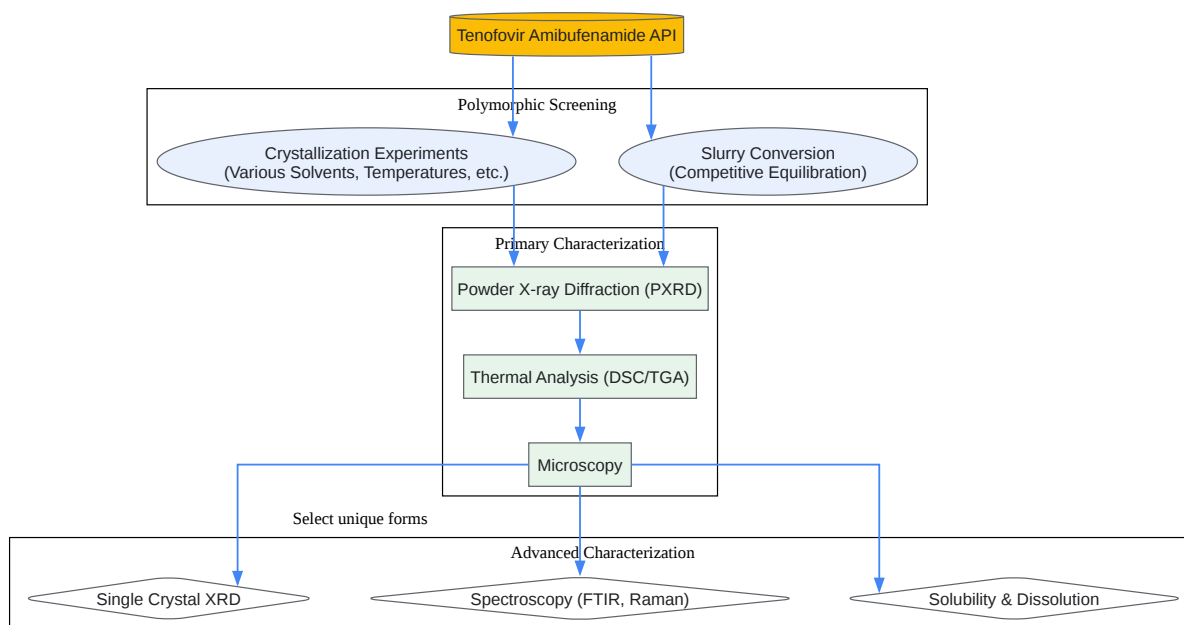 Tenofovir Amibufenamide API
Polymorphic Screening
Crystallization Experiments
(Various Solvents, Temperatures, etc.)
Slurry Conversion
(Competitive Equilibration)
Primary Characterization
Powder X-ray Diffraction (PXRD)
Thermal Analysis (DSC/TGA)
Microscopy
Select unique forms
Advanced Characterization
Single Crystal XRD
Spectroscopy (FTIR, Raman)
Solubility & Dissolution